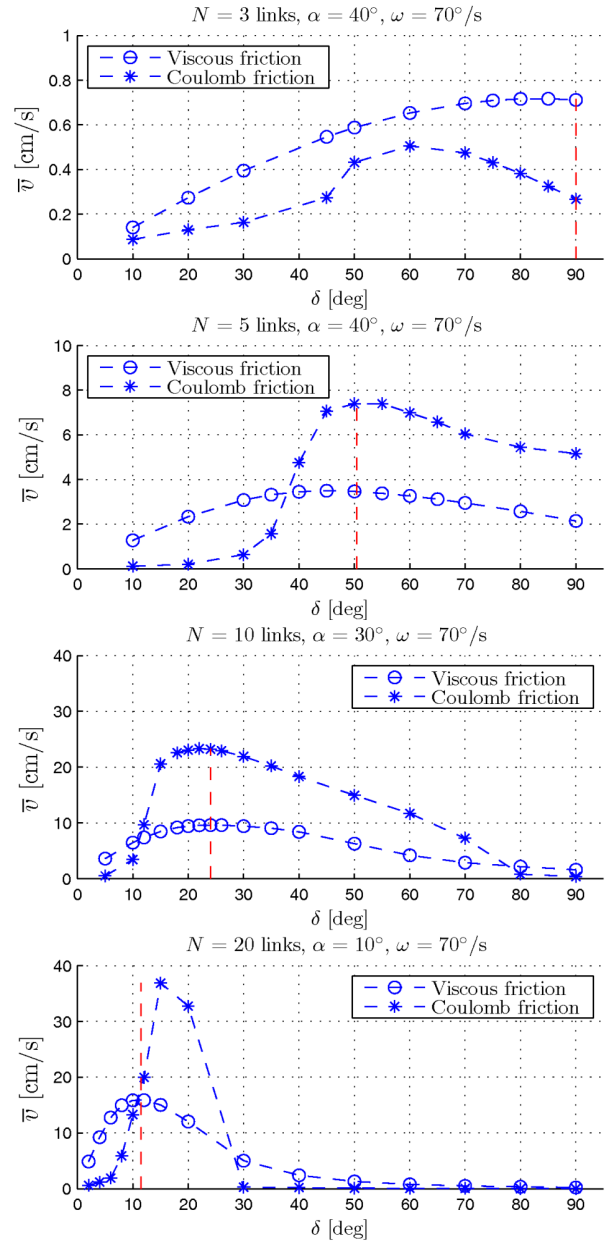 N = 3 links, α = 40°, ω = 70°/s
1
0.8
0.6
0.4
0.2
0
Viscous friction
Coulomb friction
v̅ [cm/s]
0 10 20 30 40 50 60 70 80 90
δ [deg]
N = 5 links, α = 40°, ω = 70°/s
10
8
6
4
2
0
Viscous friction
Coulomb friction
v̅ [cm/s]
0 10 20 30 40 50 60 70 80 90
δ [deg]
N = 10 links, α = 30°, ω = 70°/s
40
30
20
10
0
Viscous friction
Coulomb friction
v̅ [cm/s]
0 10 20 30 40 50 60 70 80 90
δ [deg]
N = 20 links, α = 10°, ω = 70°/s
40
30
20
10
0
Viscous friction
Coulomb friction
v̅ [cm/s]
0 10 20 30 40 50 60 70 80 90
δ [deg]